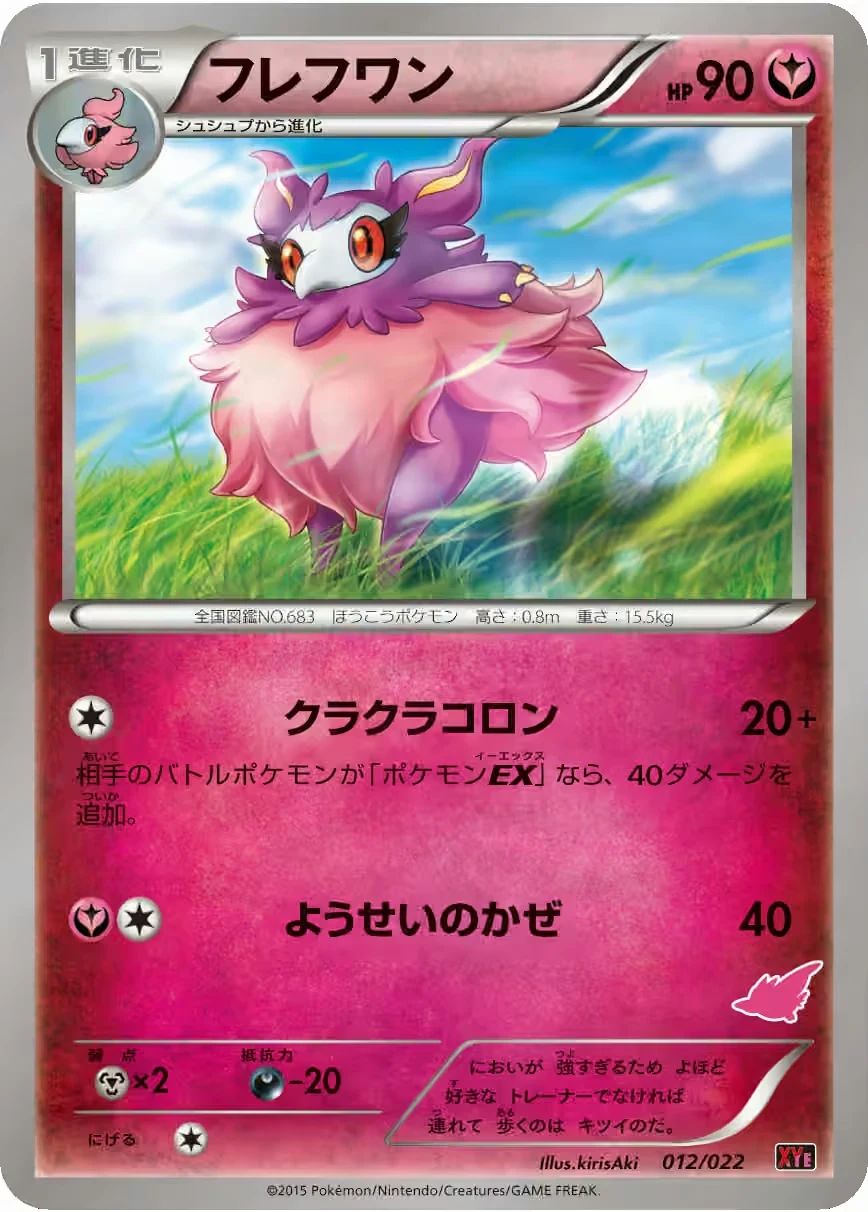 1進化
フレフワン
HP90
シュシュプから進化
全国図鑑NO.683 ほうこうポケモン 高さ:0.8m 重さ:15.5kg
クラクラコロン 20+
相手のバトルポケモンが「ポケモンEX」なら、40ダメージを
追加。
ようせいのかぜ 40
弱点 抵抗力
×2 -20
にげる
においが 強すぎるため よほど
好きな トレーナーでなければ
連れて 歩くのは キツイのだ。
Illus.kirisAki 012/022 XYE
©2015 Pokémon/Nintendo/Creatures/GAME FREAK.